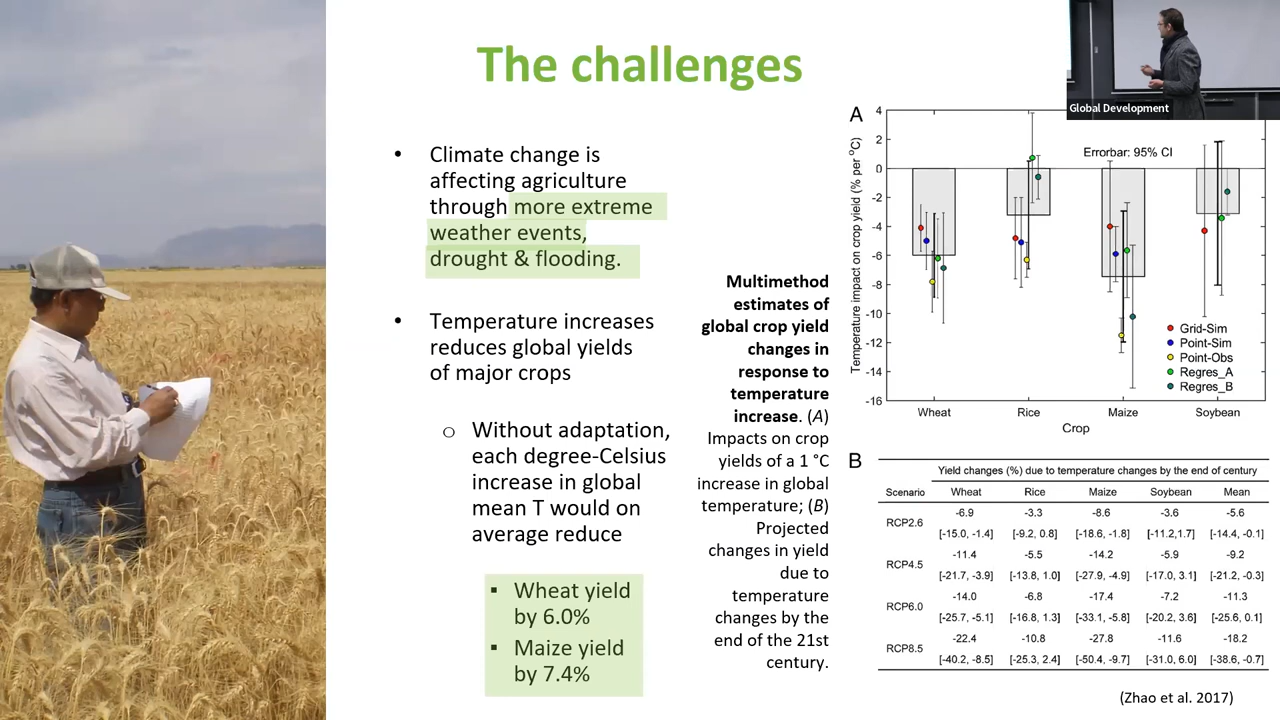 The challenges
Global Development
• Climate change is
affecting agriculture
through more extreme
weather events,
drought & flooding.
• Temperature increases
reduces global yields
of major crops
o Without adaptation,
each degree-Celsius
increase in global
mean T would on
average reduce
▪ Wheat yield
by 6.0%
▪ Maize yield
by 7.4%
Multimethod
estimates of
global crop yield
changes in
response to
temperature
increase. (A)
Impacts on crop
yields of a 1 °C
increase in global
temperature; (B)
Projected
changes in yield
due to
temperature
changes by the
end of the 21st
century.
A
Temperature impact on crop yield (% per °C)
4
2
0
-2
-4
-6
-8
-10
-12
-14
-16
Errorbar: 95% CI
Grid-Sim
Point-Sim
Point-Obs
Regres_A
Regres_B
Wheat Rice Maize Soybean
Crop
B
Yield changes (%) due to temperature changes by the end of century
Scenario Wheat Rice Maize Soybean Mean
RCP2.6 -6.9 -3.3 -8.6 -3.6 -5.6
[-15.0, -1.4] [-9.2, 0.8] [-18.6, -1.8] [-11.2,1.7] [-14.4, -0.1]
RCP4.5 -11.4 -5.5 -14.2 -5.9 -9.2
[-21.7, -3.9] [-13.8, 1.0] [-27.9, -4.9] [-17.0, 3.1] [-21.2, -0.3]
RCP6.0 -14.0 -6.8 -17.4 -7.2 -11.3
[-25.7, -5.1] [-16.8, 1.3] [-33.1, -5.8] [-20.2, 3.6] [-25.6, 0.1]
RCP8.5 -22.4 -10.8 -27.8 -11.6 -18.2
[-40.2, -8.5] [-25.3, 2.4] [-50.4, -9.7] [-31.0, 6.0] [-38.6, -0.7]
(Zhao et al. 2017)